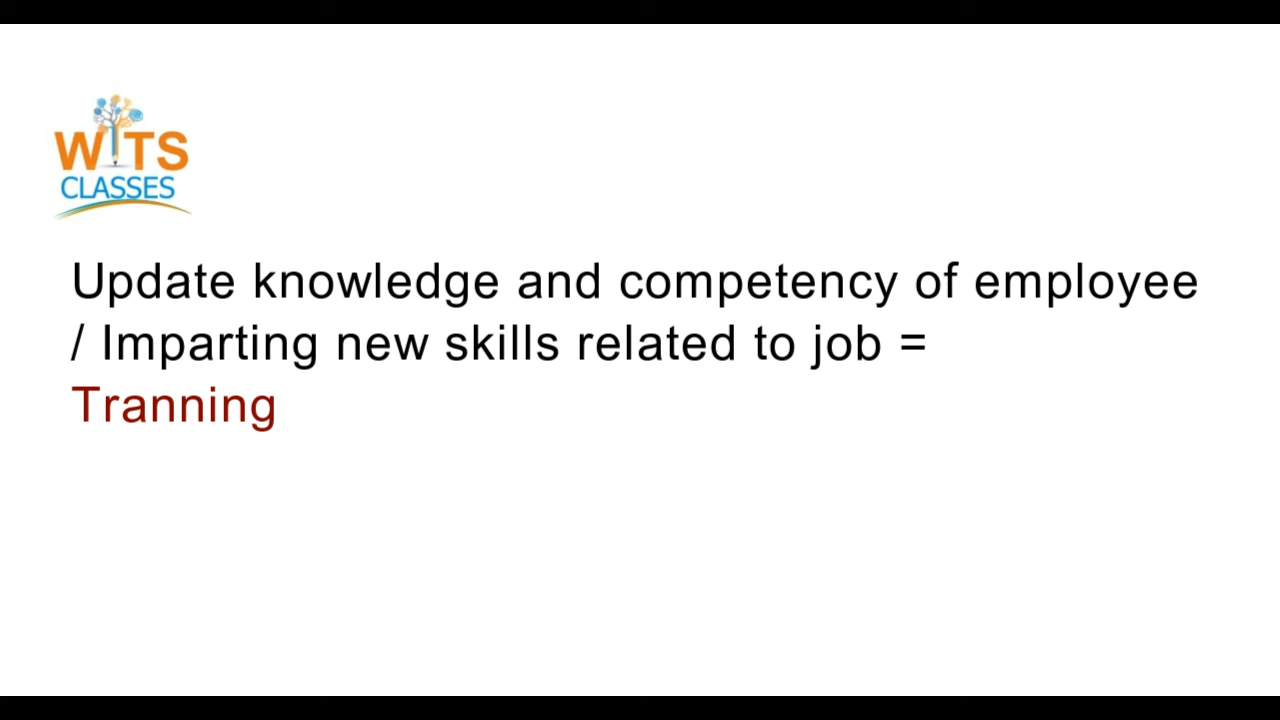 WITS
CLASSES
Update knowledge and competency of employee
/ Imparting new skills related to job =
Tranning